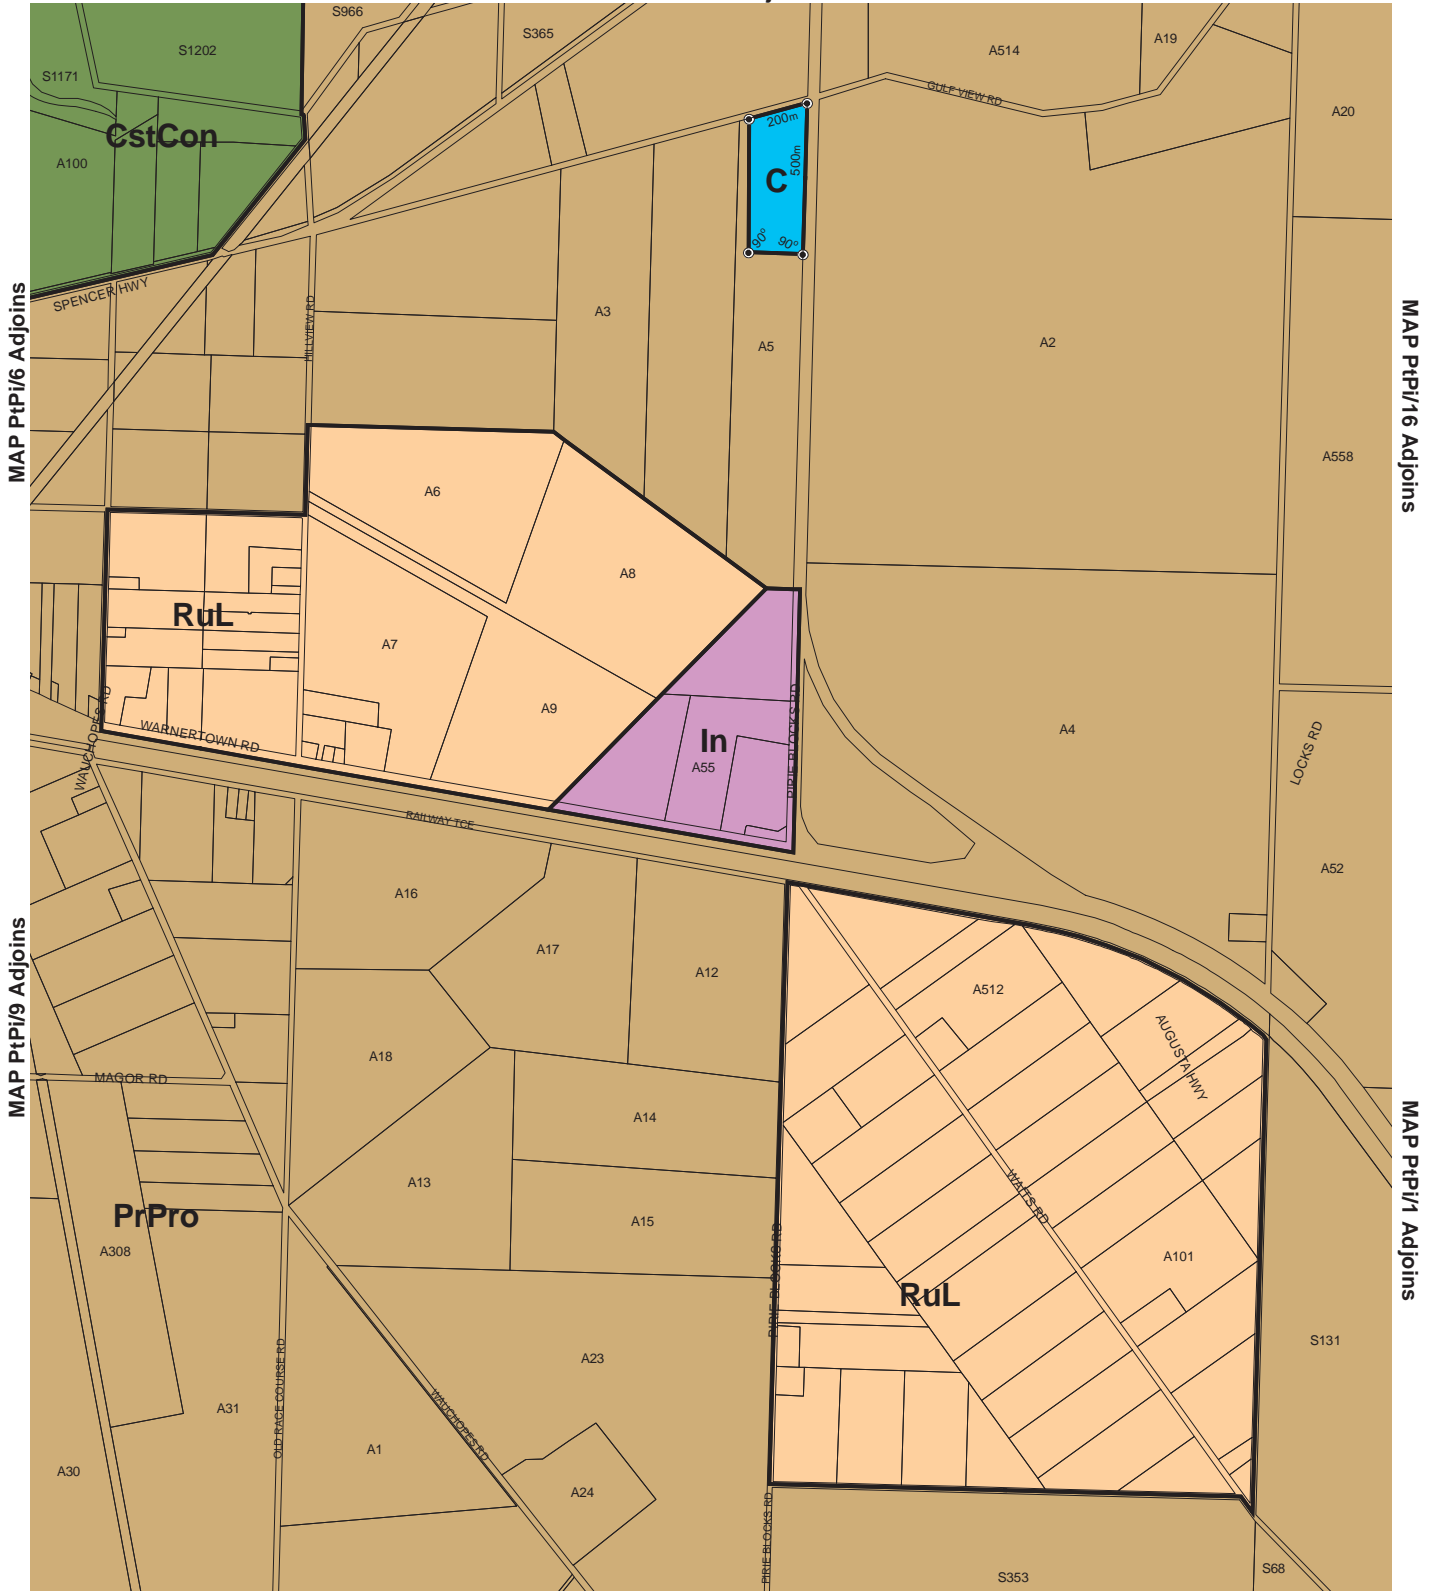 S966
S365
A514
A19
S1202
S1171
GULF VIEW RD
A20
200m
CstCon
500m
A100
C
90°
90°
SPENCER HWY
HILLVIEW RD
A3
A5
A2
MAP PtPi/6 Adjoins
MAP PtPi/16 Adjoins
A558
A6
A8
RuL
A7
A9
WAUCHOPES RD
WARNERTOWN RD
In
A55
PIRIE BLOCKS RD
A4
LOCKS RD
RAILWAY TCE
A52
A16
A17
A12
A512
MAP PtPi/9 Adjoins
A18
AUGUSTA HWY
MAGOR RD
A14
A13
A15
WAITS RD
MAP PtPi/1 Adjoins
PrPro
A308
A101
PIRIE BLOCKS RD
RuL
A23
S131
OLD RACE COURSE RD
A31
WAUCHOPES RD
A1
A30
A24
PIRIE BLOCKS RD
S353
S68